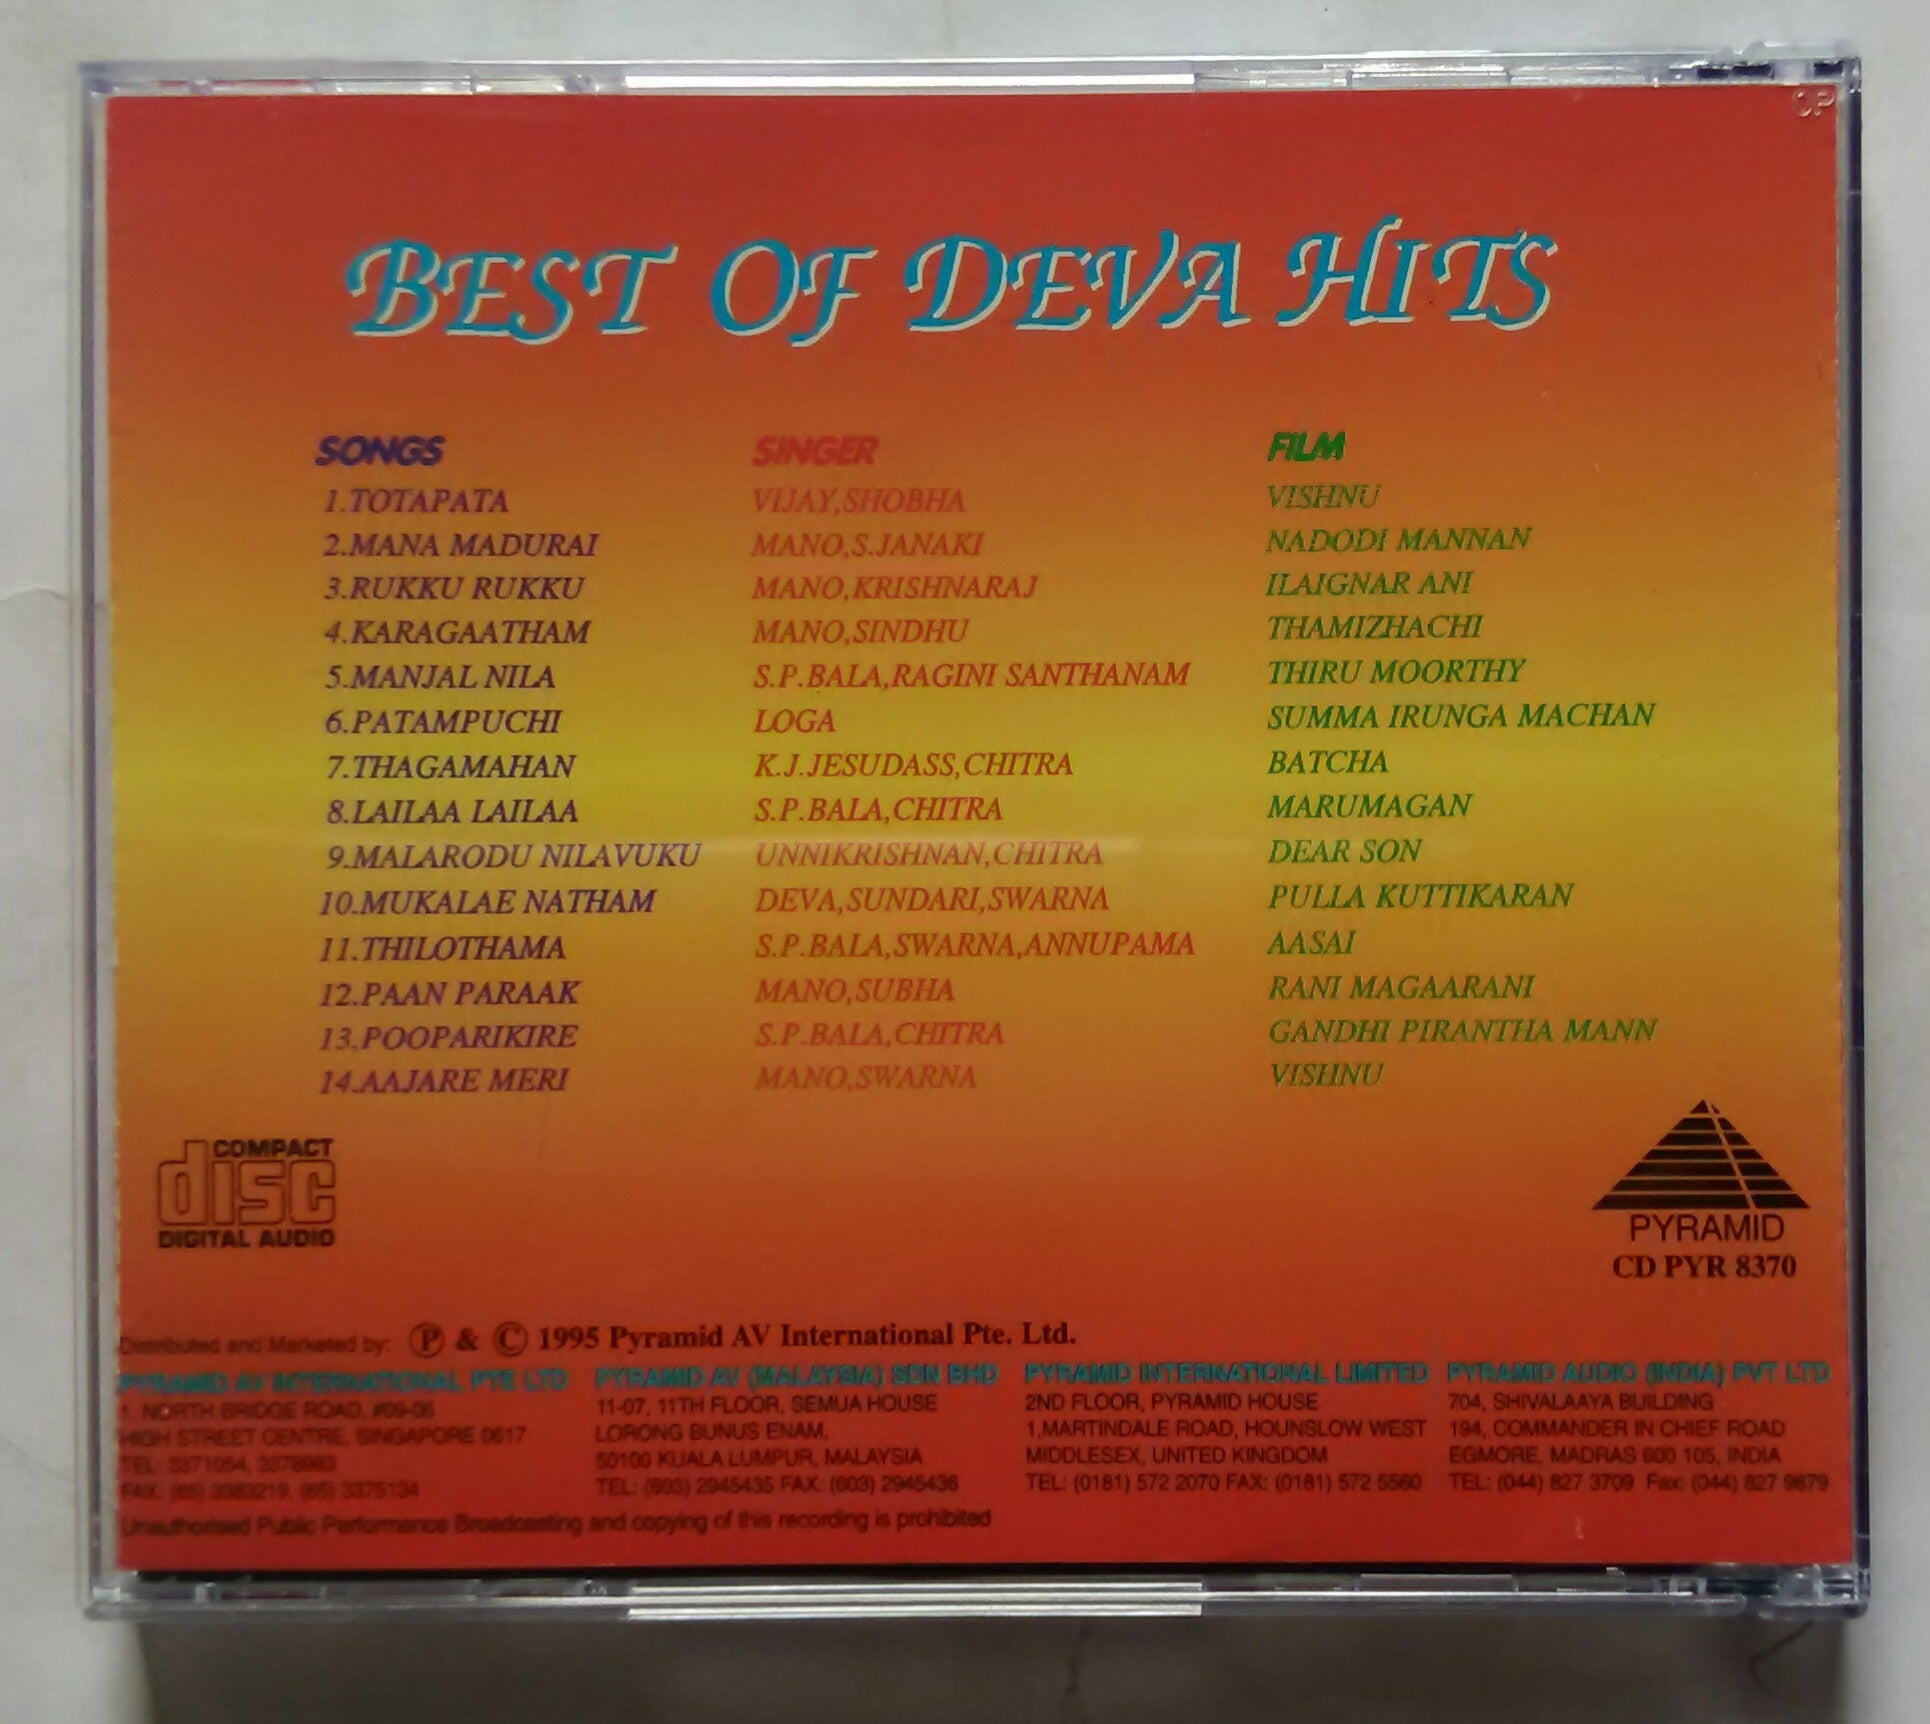 BEST OF DEVA HITS
SONGS SINGER FILM
1.TOTAPATA VIJAY,SHOBHA VISHNU
2.MANA MADURAI MANO,S.JANAKI NADODI MANNAN
3.RUKKU RUKKU MANO,KRISHNARAJ ILAIGNAR ANI
4.KARAGAATHAM MANO,SINDHU THAMIZHACHI
5.MANJAL NILA S.P.BALA,RAGINI SANTHANAM THIRU MOORTHY
6.PATAMPUCHI LOGA SUMMA IRUNGA MACHAN
7.THAGAMAHAN K.J.JESUDASS,CHITRA BATCHA
8.LAILAA LAILAA S.P.BALA,CHITRA MARUMAGAN
9.MALARODU NILAVUKU UNNIKRISHNAN,CHITRA DEAR SON
10.MUKALAE NATHAM DEVA,SUNDARI,SWARNA PULLA KUTTIKARAN
11.THILOTHAMA S.P.BALA,SWARNA,ANNUPAMA AASAI
12.PAAN PARAAK MANO,SUBHA RANI MAGAARANI
13.POOPARIKIRE S.P.BALA,CHITRA GANDHI PIRANTHA MANN
14.AAJARE MERI MANO,SWARNA VISHNU
COMPACT
disc
DIGITAL AUDIO
PYRAMID
CD PYR 8370
Distributed and Marketed by: Ⓟ & © 1995 Pyramid AV International Pte. Ltd.
PYRAMID AV INTERNATIONAL PTE LTD
1, NORTH BRIDGE ROAD, #09-06
HIGH STREET CENTRE, SINGAPORE 0617
TEL: 3371054,
FAX: (65) 3375134
PYRAMID AV (MALAYSIA) SDN BHD
11-07, 11TH FLOOR, SEMUA HOUSE
LORONG BUNUS ENAM,
50100 KUALA LUMPUR, MALAYSIA
TEL: (603) 2945435 FAX: (603) 2945436
PYRAMID INTERNATIONAL LIMITED
2ND FLOOR, PYRAMID HOUSE
1,MARTINDALE ROAD, HOUNSLOW WEST
MIDDLESEX, UNITED KINGDOM
TEL: (0181) 572 2070 FAX: (0181) 572 5560
PYRAMID AUDIO (INDIA) PVT LTD
704, SHIVALAAYA BUILDING
194, COMMANDER IN CHIEF ROAD
EGMORE, MADRAS 600 105, INDIA
TEL: (044) 827 3709 Fax: (044) 827 9879
Unauthorised Public Performance Broadcasting and copying of this recording is prohibited